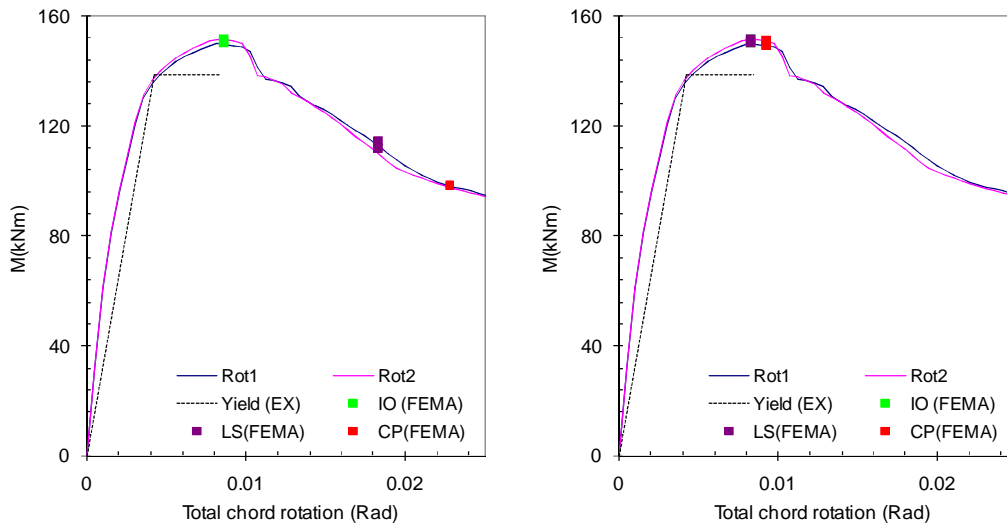 160
120
80
40
0
M(kNm)
Rot1 Rot2
Yield (EX) IO (FEMA)
LS(FEMA) CP(FEMA)
0 0.01 0.02
Total chord rotation (Rad)
160
120
80
40
0
M(kNm)
Rot1 Rot2
Yield (EX) IO (FEMA)
LS(FEMA) CP(FEMA)
0 0.01 0.02
Total chord rotation (Rad)